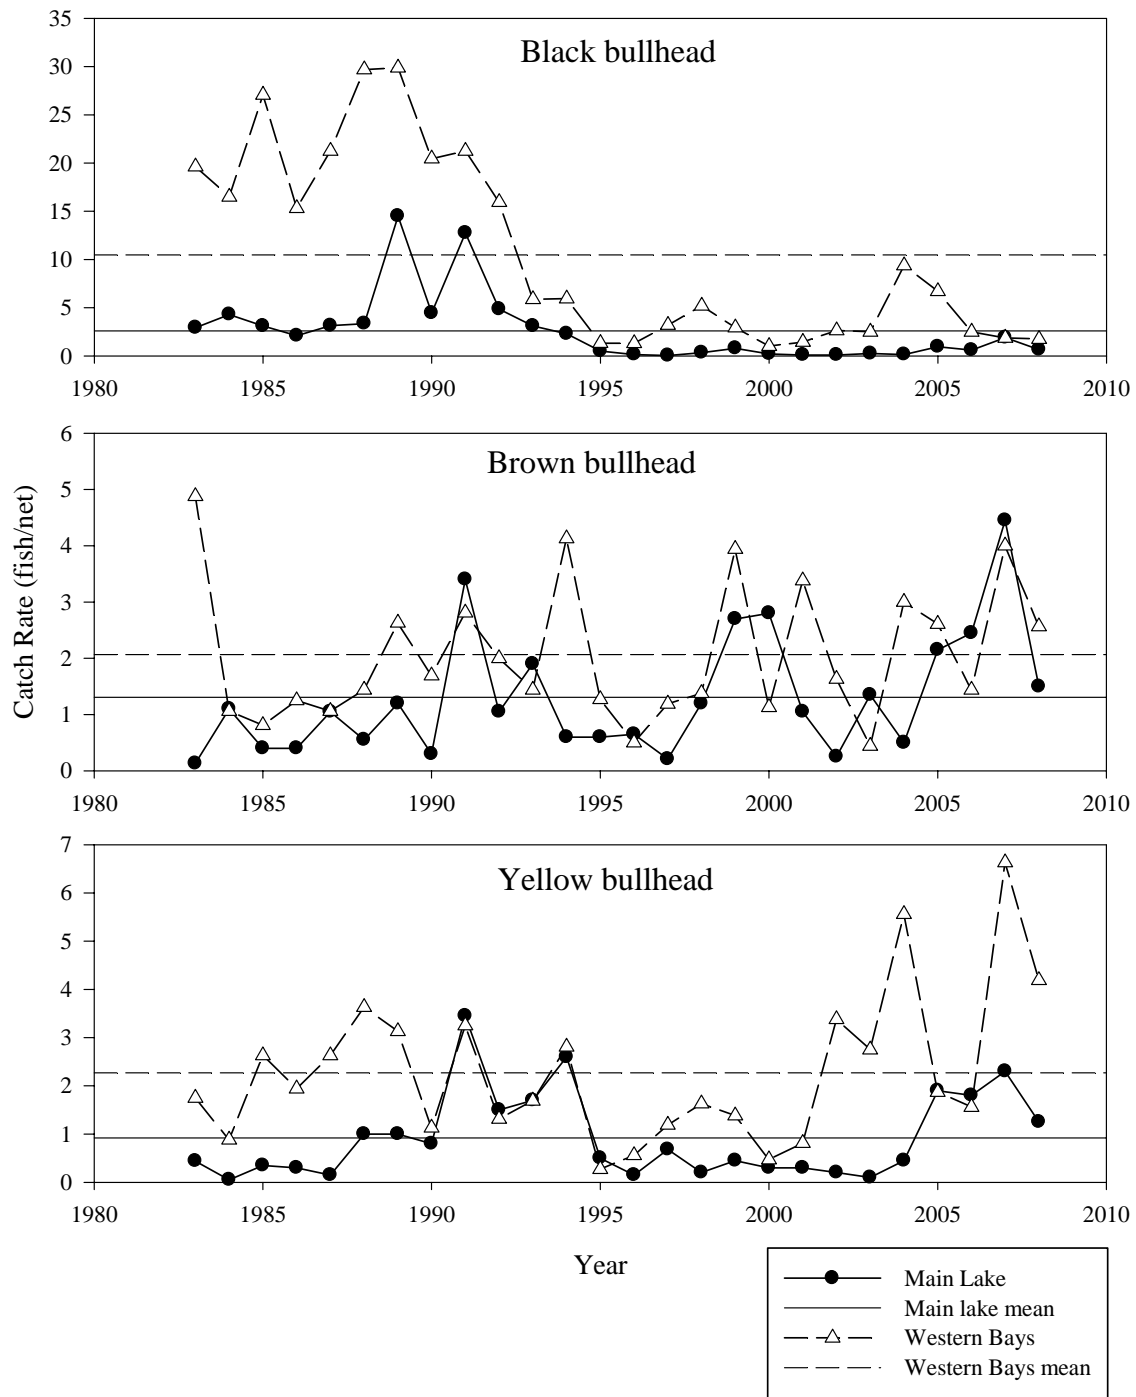 Black bullhead
35
30
25
20
15
10
5
0
1980 1985 1990 1995 2000 2005 2010
Brown bullhead
6
5
4
3
2
1
0
1980 1985 1990 1995 2000 2005 2010
Catch Rate (fish/net)
Yellow bullhead
7
6
5
4
3
2
1
0
1980 1985 1990 1995 2000 2005 2010
Year
Main Lake
Main lake mean
Western Bays
Western Bays mean